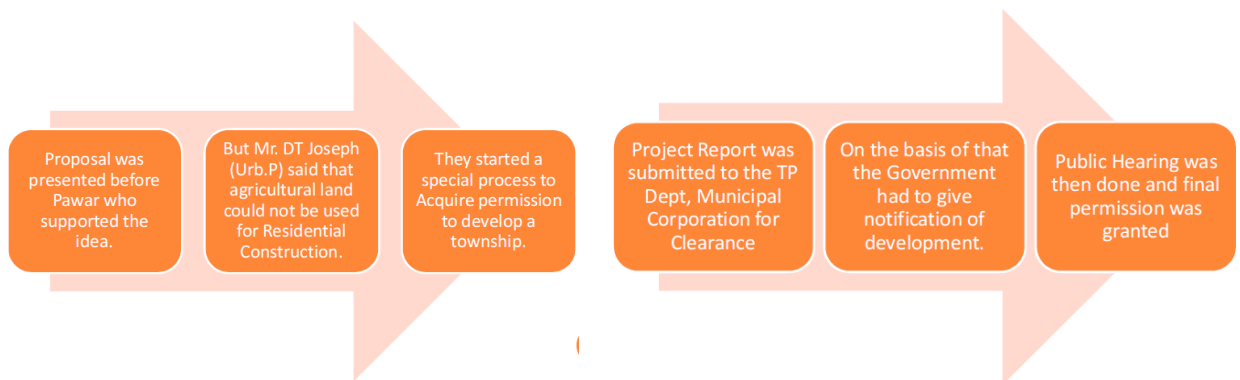 Proposal was
presented before
Pawar who
supported the
idea.
But Mr. DT Joseph
(Urb.P) said that
agricultural land
could not be used
for Residential
Construction.
They started a
special process to
Acquire permission
to develop a
township.
Project Report was
submitted to the TP
Dept, Municipal
Corporation for
Clearance
On the basis of that
the Government
had to give
notification of
development.
Public Hearing was
then done and final
permission was
granted